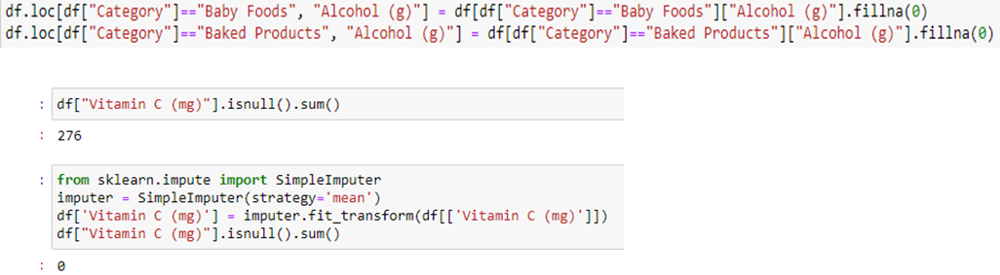 df.loc[df["Category"]=="Baby Foods", "Alcohol (g)"] = df[df["Category"]=="Baby Foods"]["Alcohol (g)"].fillna(0)
df.loc[df["Category"]=="Baked Products", "Alcohol (g)"] = df[df["Category"]=="Baked Products"]["Alcohol (g)"].fillna(0)
: df["Vitamin C (mg)"].isnull().sum()
: 276
: from sklearn.impute import SimpleImputer
imputer = SimpleImputer(strategy='mean')
df['Vitamin C (mg)'] = imputer.fit_transform(df[['Vitamin C (mg)']])
df["Vitamin C (mg)"].isnull().sum()
: 0